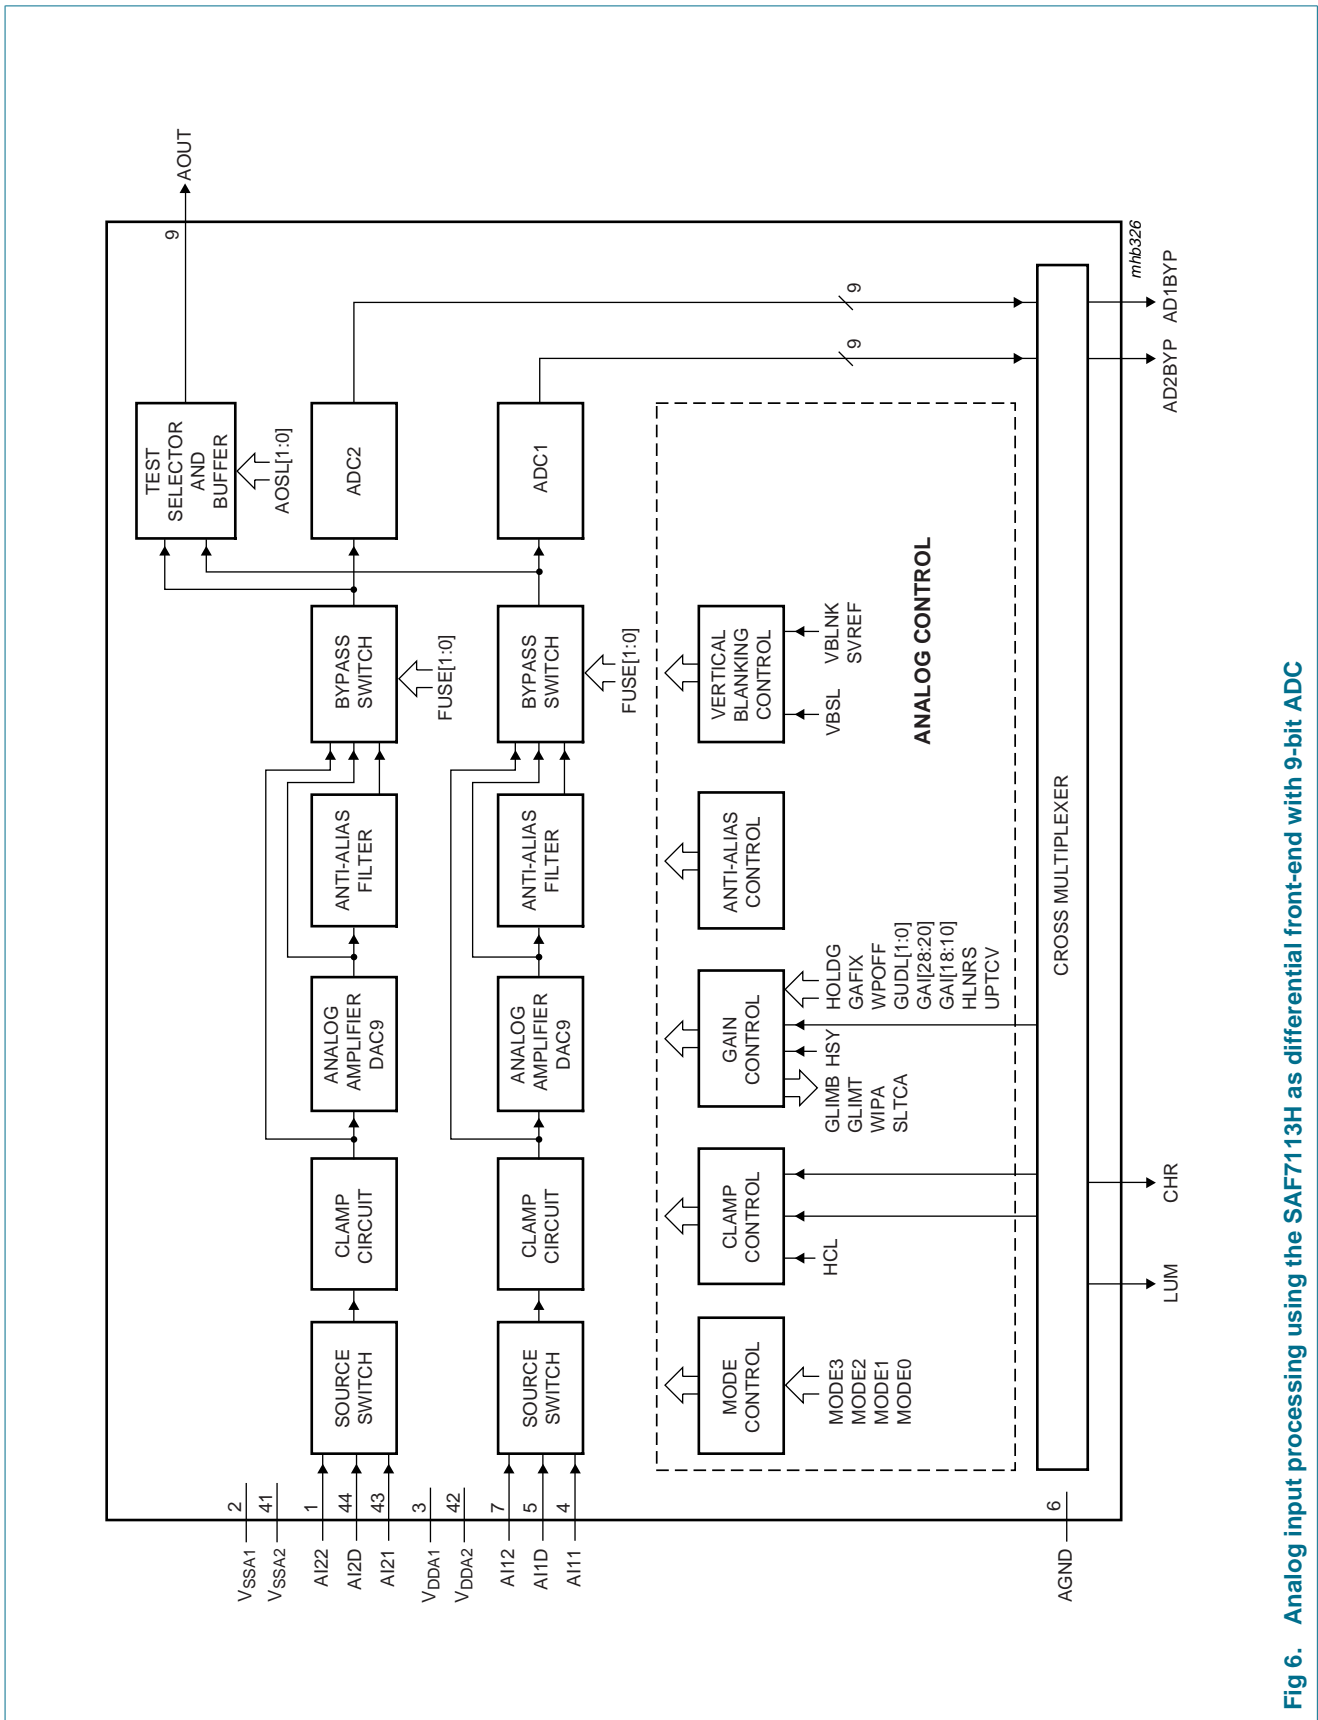 AOUT
9
TEST
SELECTOR
AND
BUFFER
AOSL[1:0]
ADC2
ADC1
9
9
AD1BYP
AD2BYP
mhb326
BYPASS
SWITCH
FUSE[1:0]
BYPASS
SWITCH
FUSE[1:0]
ANTI-ALIAS
FILTER
ANTI-ALIAS
FILTER
ANALOG
AMPLIFIER
DAC9
ANALOG
AMPLIFIER
DAC9
CLAMP
CIRCUIT
CLAMP
CIRCUIT
SOURCE
SWITCH
SOURCE
SWITCH
VSSA1
2
VSSA2
41
AI22
1
AI2D
44
AI21
43
VDDA1
3
VDDA2
42
AI12
7
AI1D
5
AI11
4
AGND
6
MODE
CONTROL
MODE3
MODE2
MODE1
MODE0
CLAMP
CONTROL
HCL
GAIN
CONTROL
GLIMB
GLIMT
WIPA
SLTCA
HSY
HOLDG
GAFIX
WPOFF
GUDL[1:0]
GAI[28:20]
GAI[18:10]
HLNRS
UPTCV
ANTI-ALIAS
CONTROL
VERTICAL
BLANKING
CONTROL
VBSL
VBLNK
SVREF
ANALOG CONTROL
CROSS MULTIPLEXER
LUM
CHR
Fig 6. Analog input processing using the SAF7113H as differential front-end with 9-bit ADC